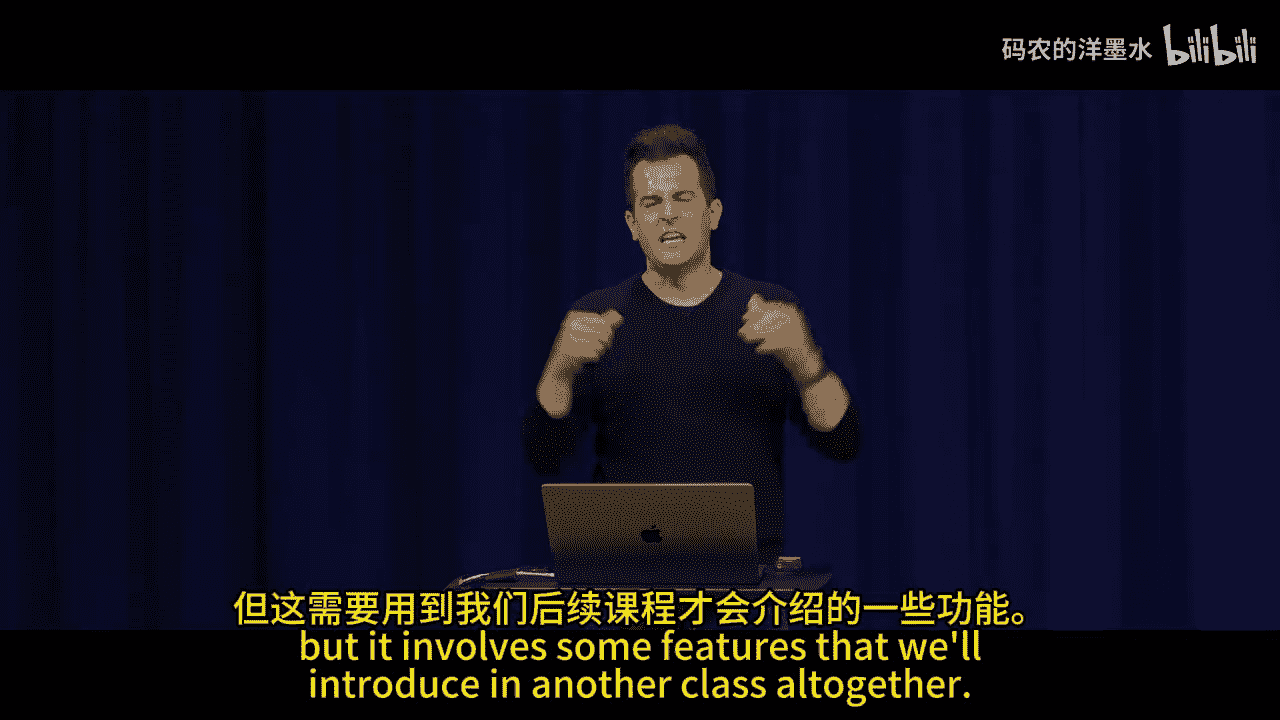 码农的洋墨水 bilibili
但这需要用到我们后续课程才会介绍的一些功能。
but it involves some features that we'll
introduce in another class altogether.